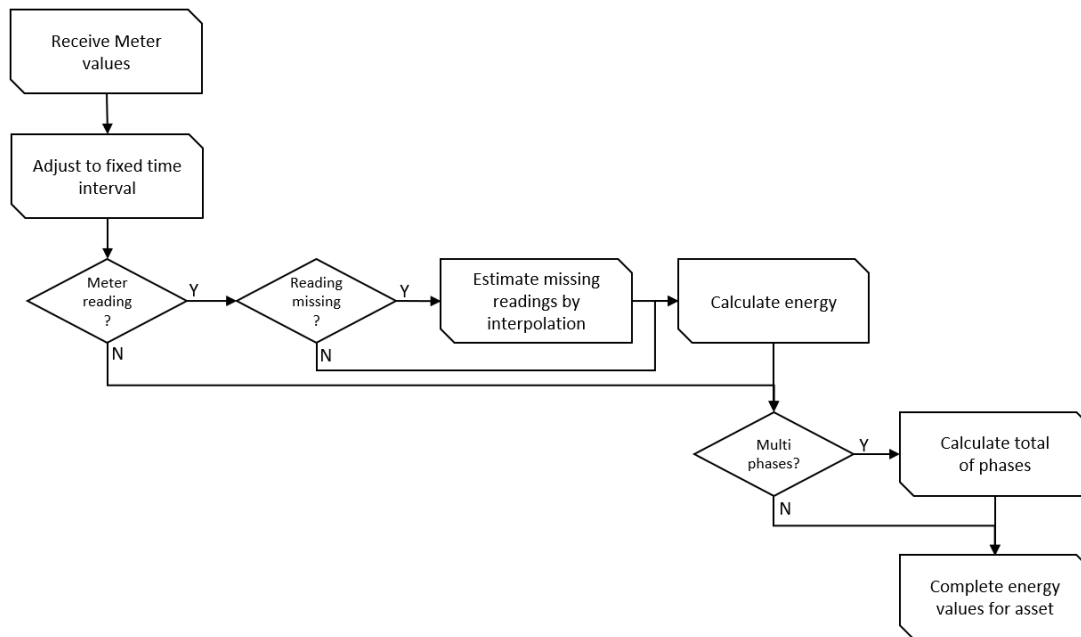 Receive Meter
values
Adjust to fixed time
interval
Meter
reading
?
Y
N
Reading
missing
?
Y
N
Estimate missing
readings by
interpolation
Calculate energy
Multi
phases?
Y
N
Calculate total
of phases
Complete energy
values for asset